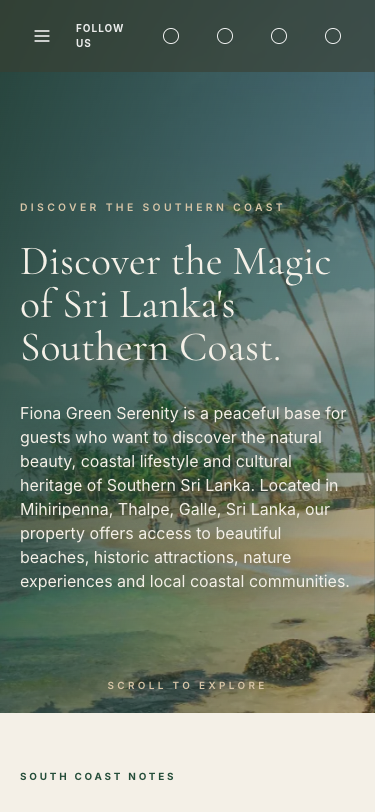 FOLLOW
US
DISCOVER THE SOUTHERN COAST
Discover the Magic
of Sri Lanka's
Southern Coast.
Fiona Green Serenity is a peaceful base for
guests who want to discover the natural
beauty, coastal lifestyle and cultural
heritage of Southern Sri Lanka. Located in
Mihiripenna, Thalpe, Galle, Sri Lanka, our
property offers access to beautiful
beaches, historic attractions, nature
experiences and local coastal communities.
SCROLL TO EXPLORE
SOUTH COAST NOTES